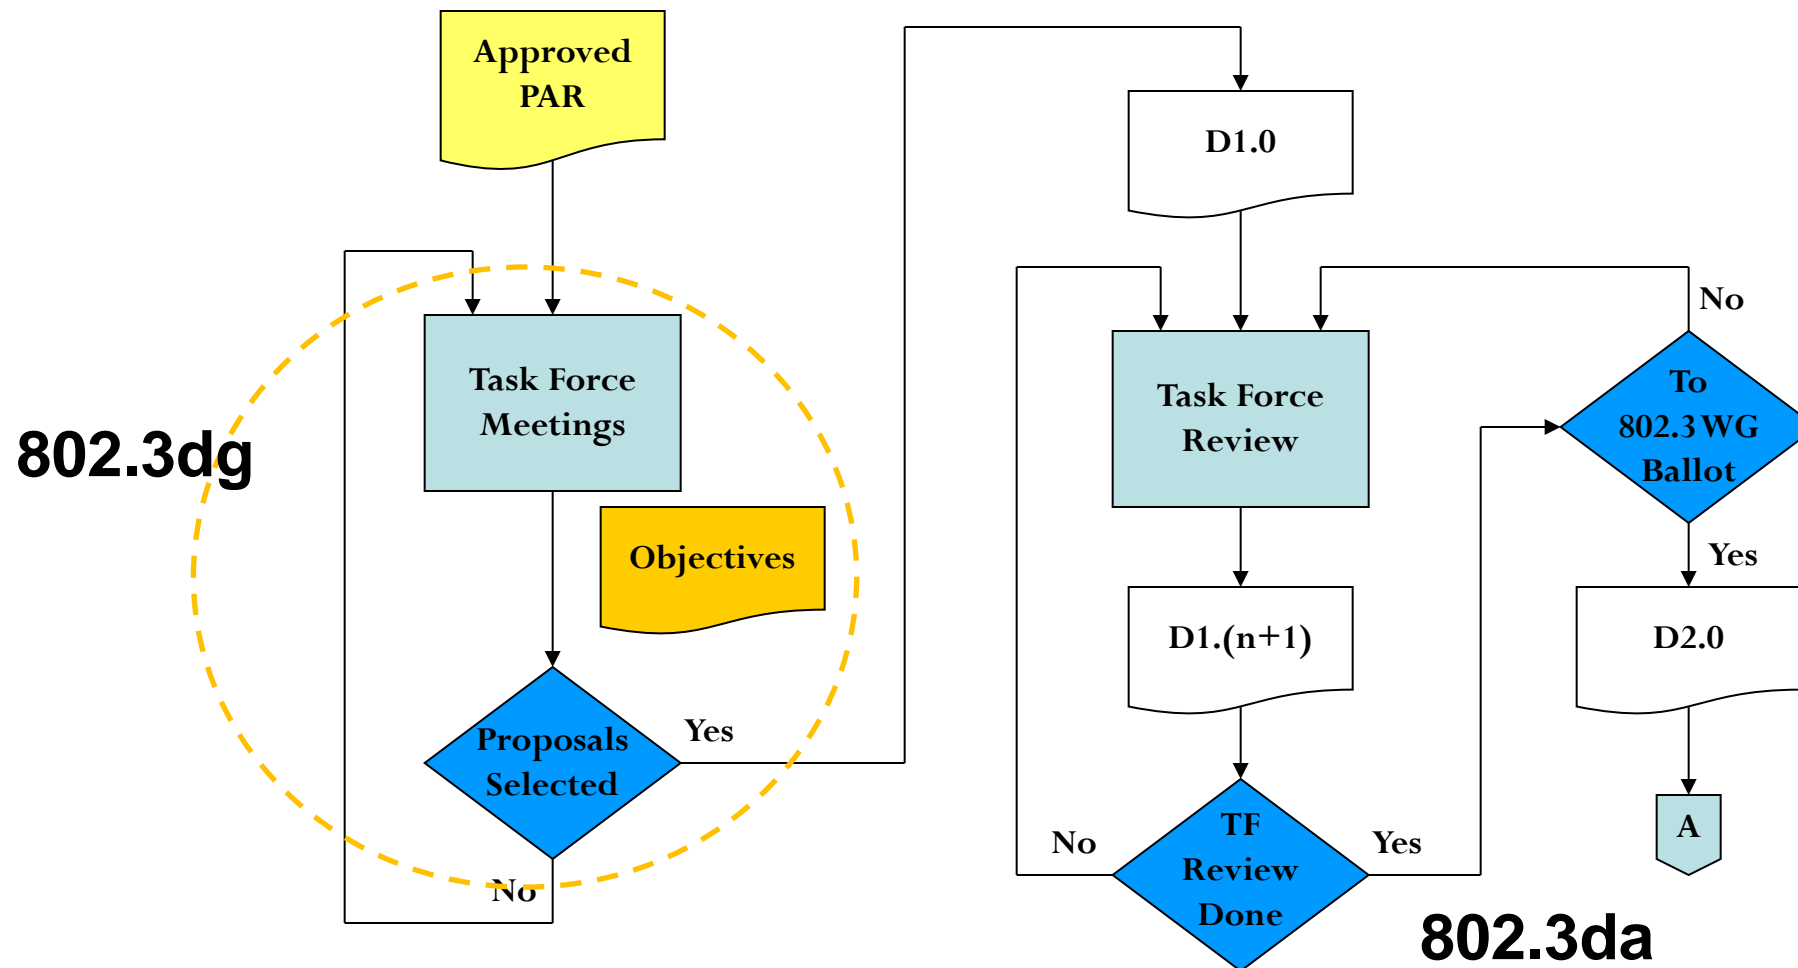 Approved
PAR
802.3dg
Task Force
Meetings
Objectives
Proposals
Selected
Yes
No
D1.0
Task Force
Review
D1.(n+1)
TF
Review
Done
No
Yes
To
802.3 WG
Ballot
No
Yes
D2.0
A
802.3da